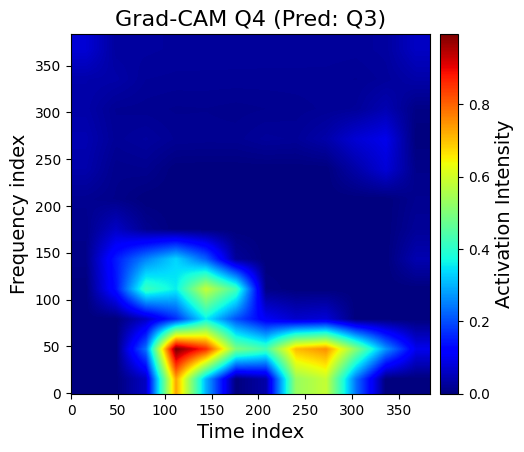 Grad-CAM Q4 (Pred: Q3)
Frequency index
350
300
250
200
150
100
50
0
0 50 100 150 200 250 300 350
Time index
0.8
0.6
0.4
0.2
0.0
Activation Intensity